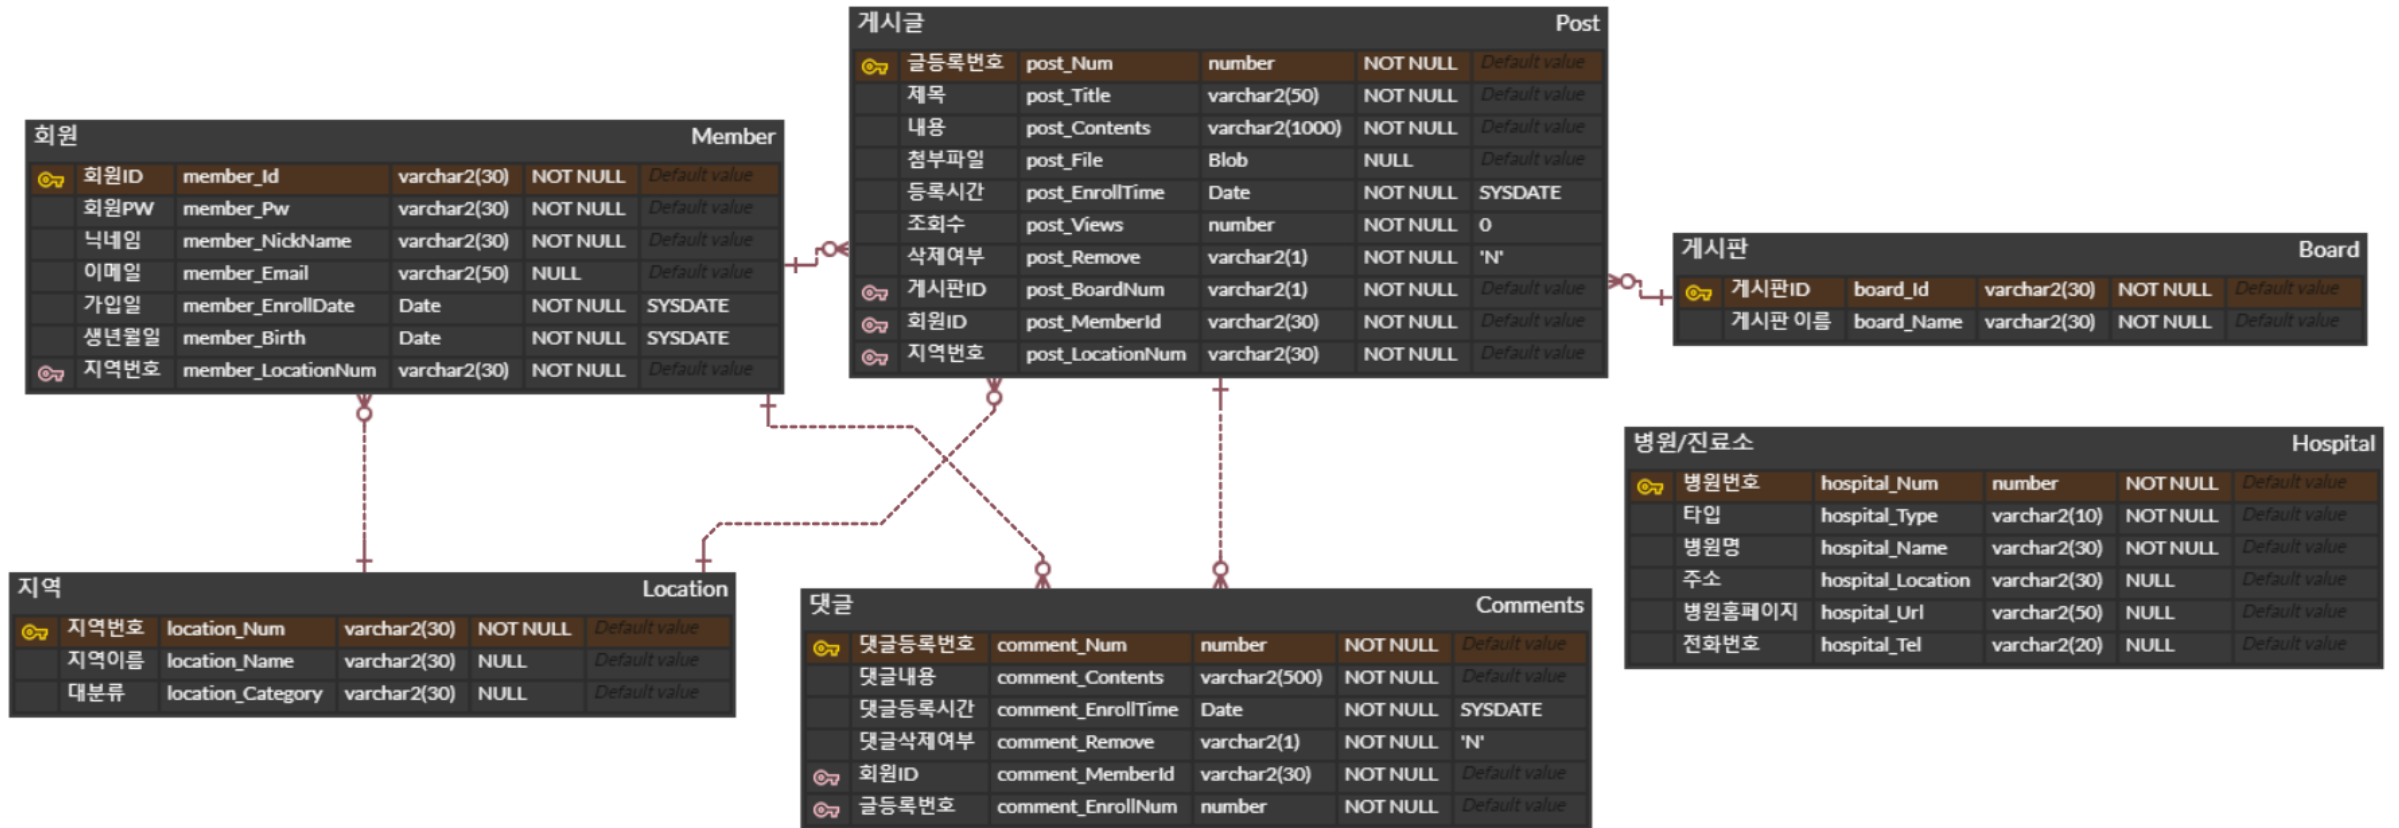 회원 Member
회원ID member_Id varchar2(30) NOT NULL Default value
회원PW member_Pw varchar2(30) NOT NULL Default value
닉네임 member_NickName varchar2(30) NOT NULL Default value
이메일 member_Email varchar2(50) NULL Default value
가입일 member_EnrollDate Date NOT NULL SYSDATE
생년월일 member_Birth Date NOT NULL SYSDATE
지역번호 member_LocationNum varchar2(30) NOT NULL Default value
게시글 Post
글등록번호 post_Num number NOT NULL Default value
제목 post_Title varchar2(50) NOT NULL Default value
내용 post_Contents varchar2(1000) NOT NULL Default value
첨부파일 post_File Blob NULL Default value
등록시간 post_EnrollTime Date NOT NULL SYSDATE
조회수 post_Views number NOT NULL 0
삭제여부 post_Remove varchar2(1) NOT NULL 'N'
게시판ID post_BoardNum varchar2(1) NOT NULL Default value
회원ID post_MemberId varchar2(30) NOT NULL Default value
지역번호 post_LocationNum varchar2(30) NOT NULL Default value
게시판 Board
게시판ID board_Id varchar2(30) NOT NULL Default value
게시판 이름 board_Name varchar2(30) NOT NULL Default value
병원/진료소 Hospital
병원번호 hospital_Num number NOT NULL Default value
타입 hospital_Type varchar2(10) NOT NULL Default value
병원명 hospital_Name varchar2(30) NOT NULL Default value
주소 hospital_Location varchar2(30) NULL Default value
병원홈페이지 hospital_Url varchar2(50) NULL Default value
전화번호 hospital_Tel varchar2(20) NULL Default value
지역 Location
지역번호 location_Num varchar2(30) NOT NULL Default value
지역이름 location_Name varchar2(30) NULL Default value
대분류 location_Category varchar2(30) NULL Default value
댓글 Comments
댓글등록번호 comment_Num number NOT NULL Default value
댓글내용 comment_Contents varchar2(500) NOT NULL Default value
댓글등록시간 comment_EnrollTime Date NOT NULL SYSDATE
댓글삭제여부 comment_Remove varchar2(1) NOT NULL 'N'
회원ID comment_MemberId varchar2(30) NOT NULL Default value
글등록번호 comment_EnrollNum number NOT NULL Default value